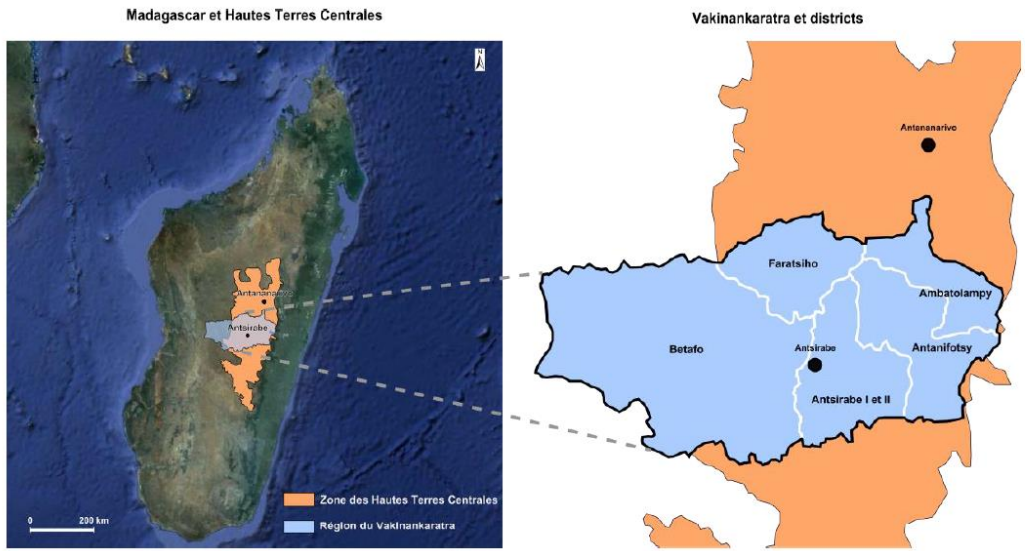 Madagascar et Hautes Terres Centrales
N
Antananarivo
Antsirabe
Zone des Hautes Terres Centrales
Région du Vakinankaratra
0 200 km
Vakinankaratra et districts
Antananarivo
Faratsiho
Ambatolampy
Betafo
Antsirabe
Antanifotsy
Antsirabe I et II